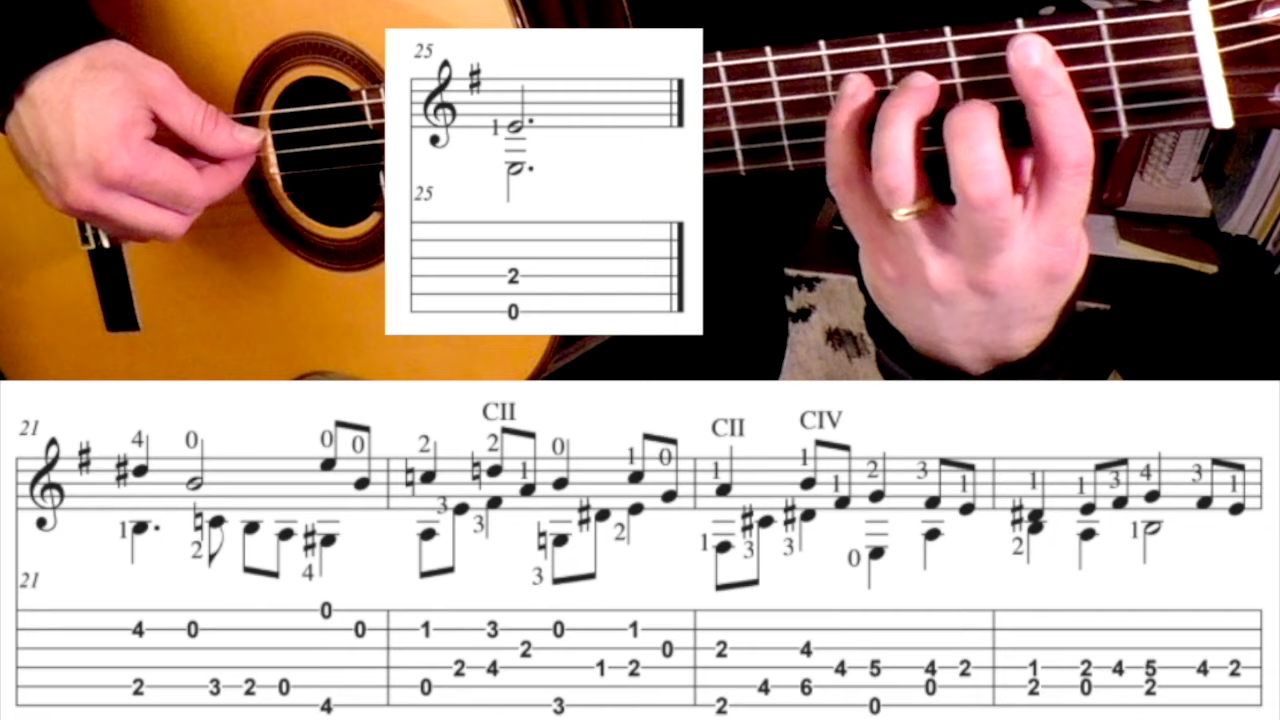 25
1
25
2
0
CII CII CIV
21
4 0 0 0 2 2 1 0 1 0 1 1 1 2 3 1 1 1 3 4 3 1
1 2 4 3 3 3 2 1 3 3 0 2 1
21
0
4 0 0 1 3 0 1
2 0 2 4
2 4 1 2 4 5 4 2 1 2 4 5 4 2
2 3 2 0 0 4 6 0 2 0 2
4 3 2 0